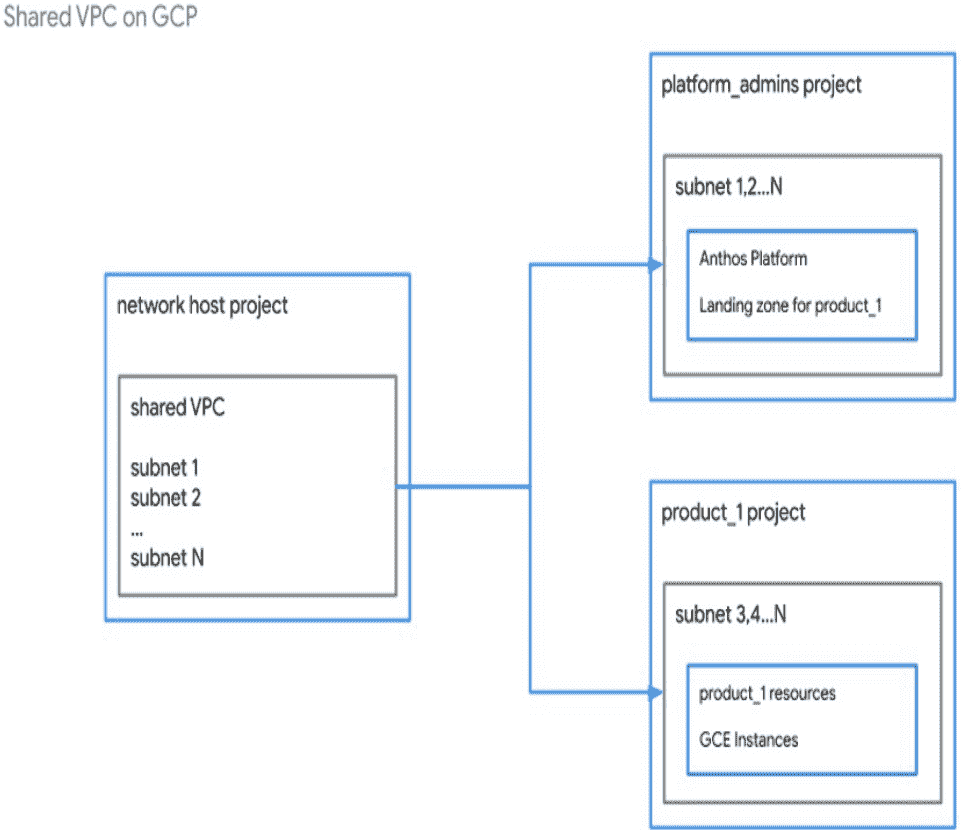 Shared VPC on GCP
network host project
shared VPC
subnet 1
subnet 2
...
subnet N
platform_admins project
subnet 1,2...N
Anthos Platform
Landing zone for product_1
product_1 project
subnet 3,4...N
product_1 resources
GCE Instances